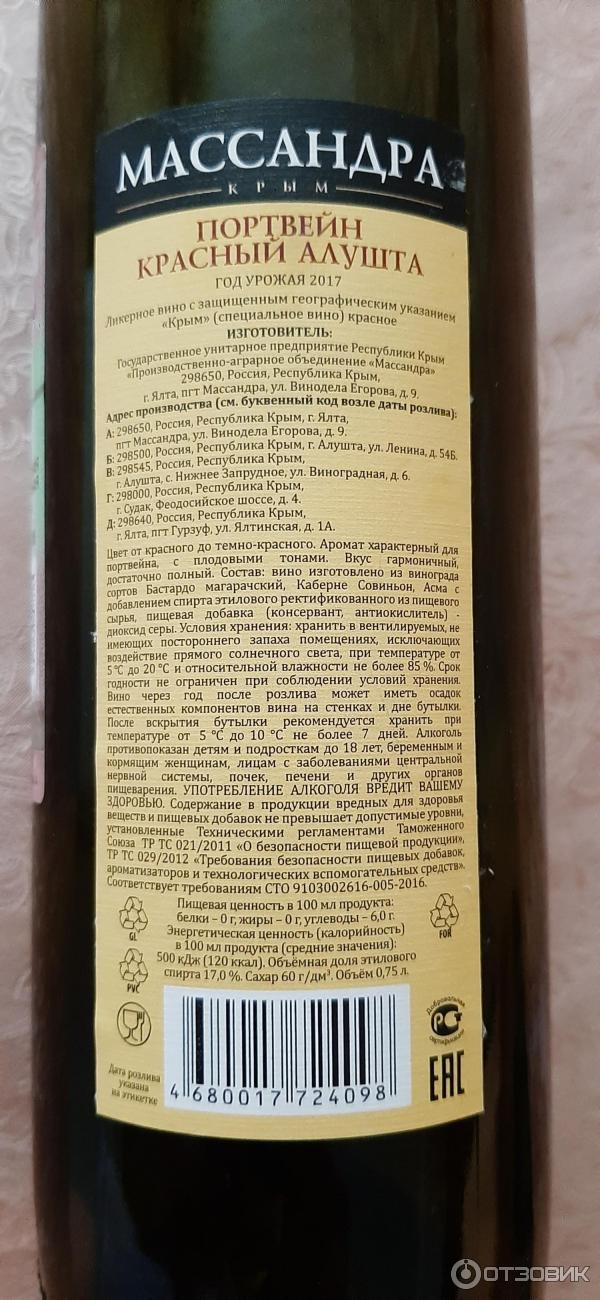 МАССАНДРА
КРЫМ
ПОРТВЕЙН
КРАСНЫЙ АЛУШТА
ГОД УРОЖАЯ 2017
Ликерное вино с защищенным географическим указанием
«Крым» (специальное вино) красное
ИЗГОТОВИТЕЛЬ:
Государственное унитарное предприятие Республики Крым
"Производственно-аграрное объединение «Массандра»
298650, Россия, Республика Крым,
г. Ялта, пгт Массандра, ул. Винодела Егорова, д. 9.
Адрес производства (см. буквенный код возле даты розлива):
А: 298650, Россия, Республика Крым, г. Ялта,
пгт Массандра, ул. Винодела Егорова, д. 9.
Б: 298500, Россия, Республика Крым, г. Алушта, ул. Ленина, д. 54Б.
В: 298545, Россия, Республика Крым,
г. Алушта, с. Нижнее Запрудное, ул. Виноградная, д. 6.
Г: 298000, Россия, Республика Крым,
г. Судак, Феодосийское шоссе, д. 4.
Д: 298640, Россия, Республика Крым,
г. Ялта, пгт Гурзуф, ул. Ялтинская, д. 1А.
Цвет от красного до темно-красного. Аромат характерный для
портвейна, с плодовыми тонами. Вкус гармоничный,
достаточно полный. Состав: вино изготовлено из винограда
сортов Бастардо магарачский, Каберне Совиньон, Асма с
добавлением спирта этилового ректификованного из пищевого
сырья, пищевая добавка (консервант, антиокислитель) -
диоксид серы. Условия хранения: хранить в вентилируемых, не
имеющих постороннего запаха помещениях, исключающих
воздействие прямого солнечного света, при температуре от
5 °С до 20 °С и относительной влажности не более 85 %. Срок
годности не ограничен при соблюдении условий хранения.
Вино через год после розлива может иметь осадок
естественных компонентов вина на стенках и дне бутылки.
После вскрытия бутылки рекомендуется хранить при
температуре от 5 °С до 10 °С не более 7 дней. Алкоголь
противопоказан детям и подросткам до 18 лет, беременным и
кормящим женщинам, лицам с заболеваниями центральной
нервной системы, почек, печени и других органов
пищеварения. УПОТРЕБЛЕНИЕ АЛКОГОЛЯ ВРЕДИТ ВАШЕМУ
ЗДОРОВЬЮ. Содержание в продукции вредных для здоровья
веществ и пищевых добавок не превышает допустимые уровни,
установленные Техническими регламентами Таможенного
Союза ТР ТС 021/2011 «О безопасности пищевой продукции»,
ТР ТС 029/2012 «Требования безопасности пищевых добавок,
ароматизаторов и технологических вспомогательных средств».
Соответствует требованиям СТО 9103002616-005-2016.
Пищевая ценность в 100 мл продукта:
белки – 0 г, жиры – 0 г, углеводы – 6,0 г.
Энергетическая ценность (калорийность)
в 100 мл продукта (средние значения):
500 кДж (120 ккал). Объёмная доля этилового
спирта 17,0 %. Сахар 60 г/дм³. Объём 0,75 л.
GL
FOR
PVC
Добровольная
РСТ
сертификация
EAC
Дата розлива
указана
на этикетке
4 680017 724098
ОТЗОВИК